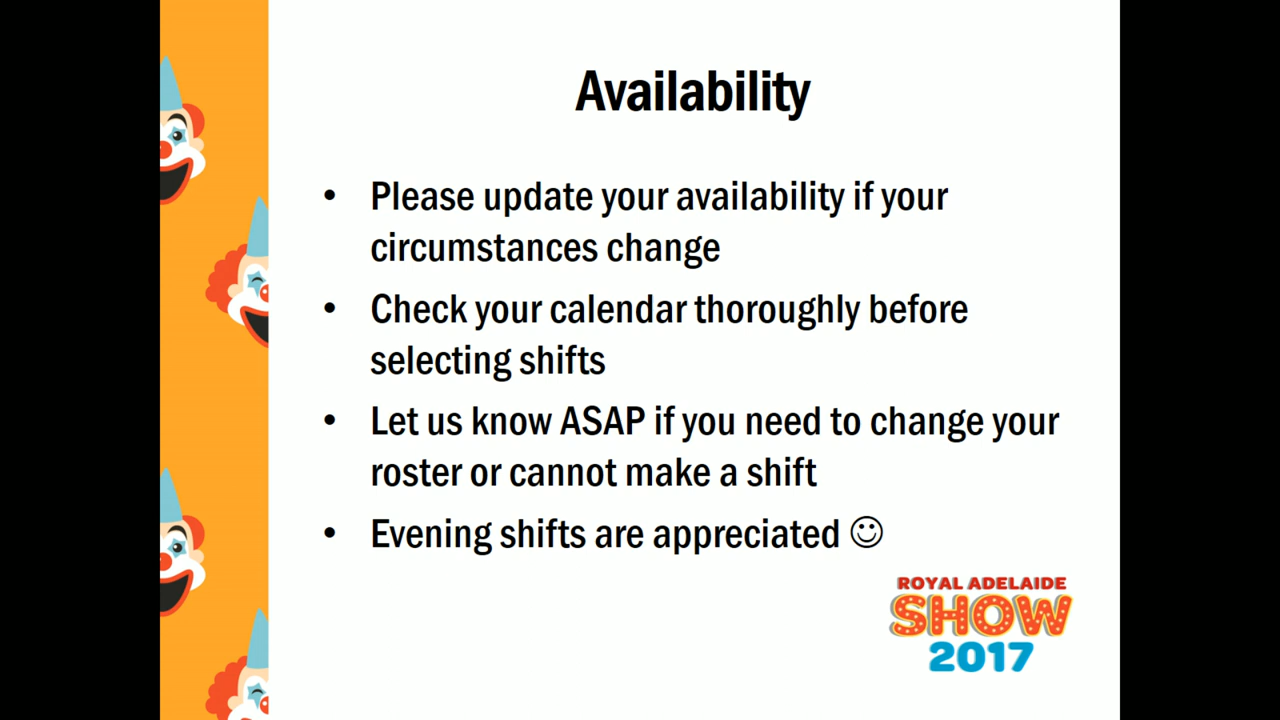 Availability
• Please update your availability if your
circumstances change
• Check your calendar thoroughly before
selecting shifts
• Let us know ASAP if you need to change your
roster or cannot make a shift
• Evening shifts are appreciated ☺
ROYAL ADELAIDE
SHOW
2017